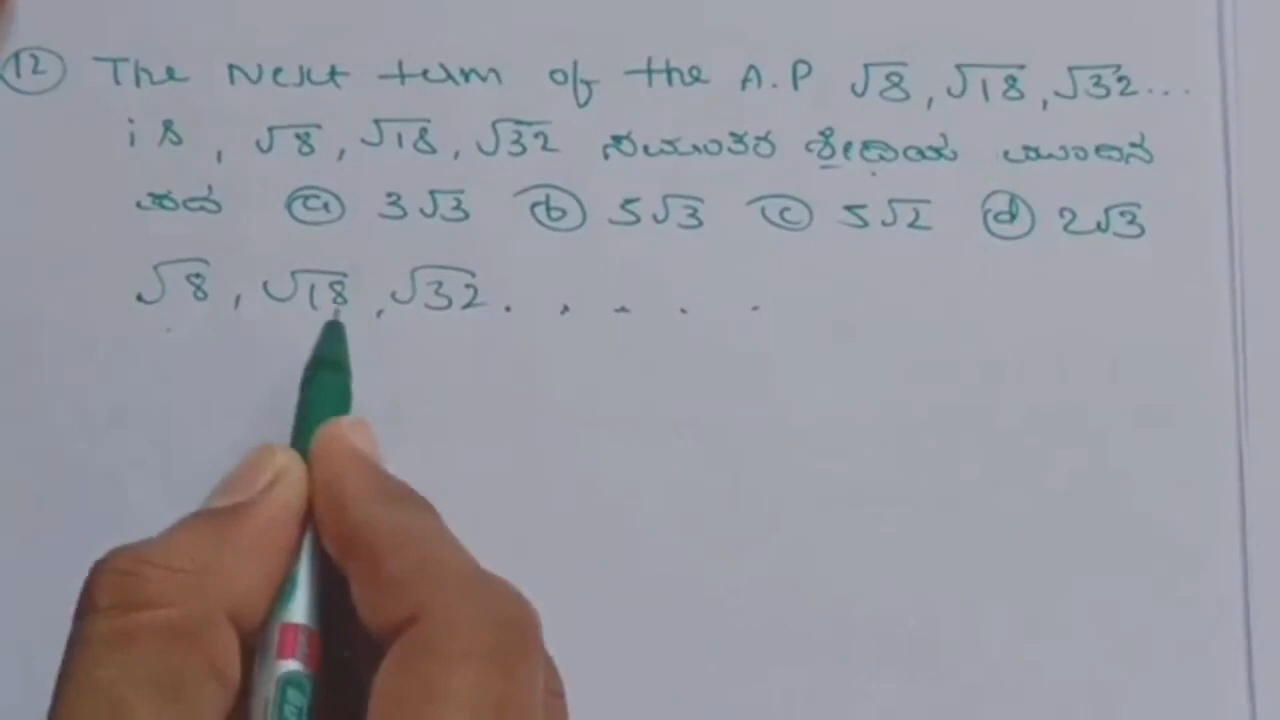 12 The Next term of the A.P √8, √18, √32...
is, √8, √18, √32 ಸಮಾಂತರ ಶ್ರೇಢಿಯ ಮುಂದಿನ
ಪದ (a) 3√3 (b) 5√3 (c) 5√2 (d) 2√3
√8, √18, √32. . . . .